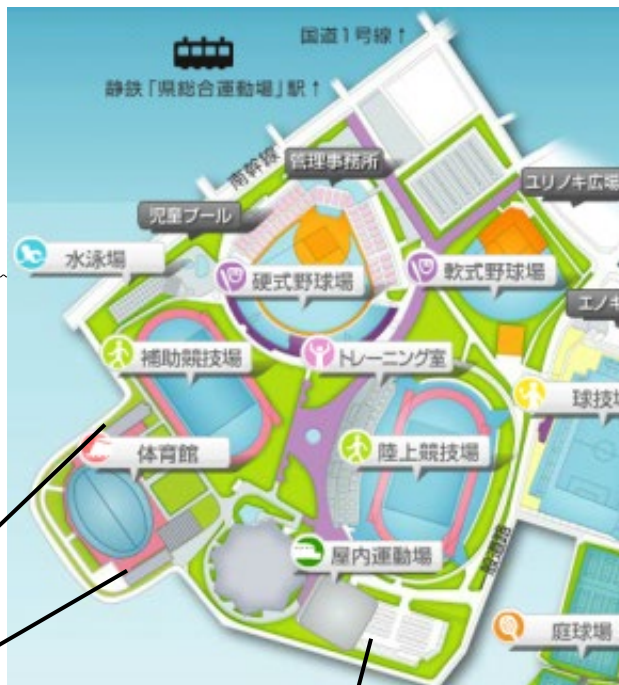 国道1号線↑
静鉄「県総合運動場」駅↑
南幹線
管理事務所
ユリノキ広場
児童プール
水泳場
硬式野球場
軟式野球場
エノキ
補助競技場
トレーニング室
球技場
体育館
陸上競技場
屋内運動場
庭球場